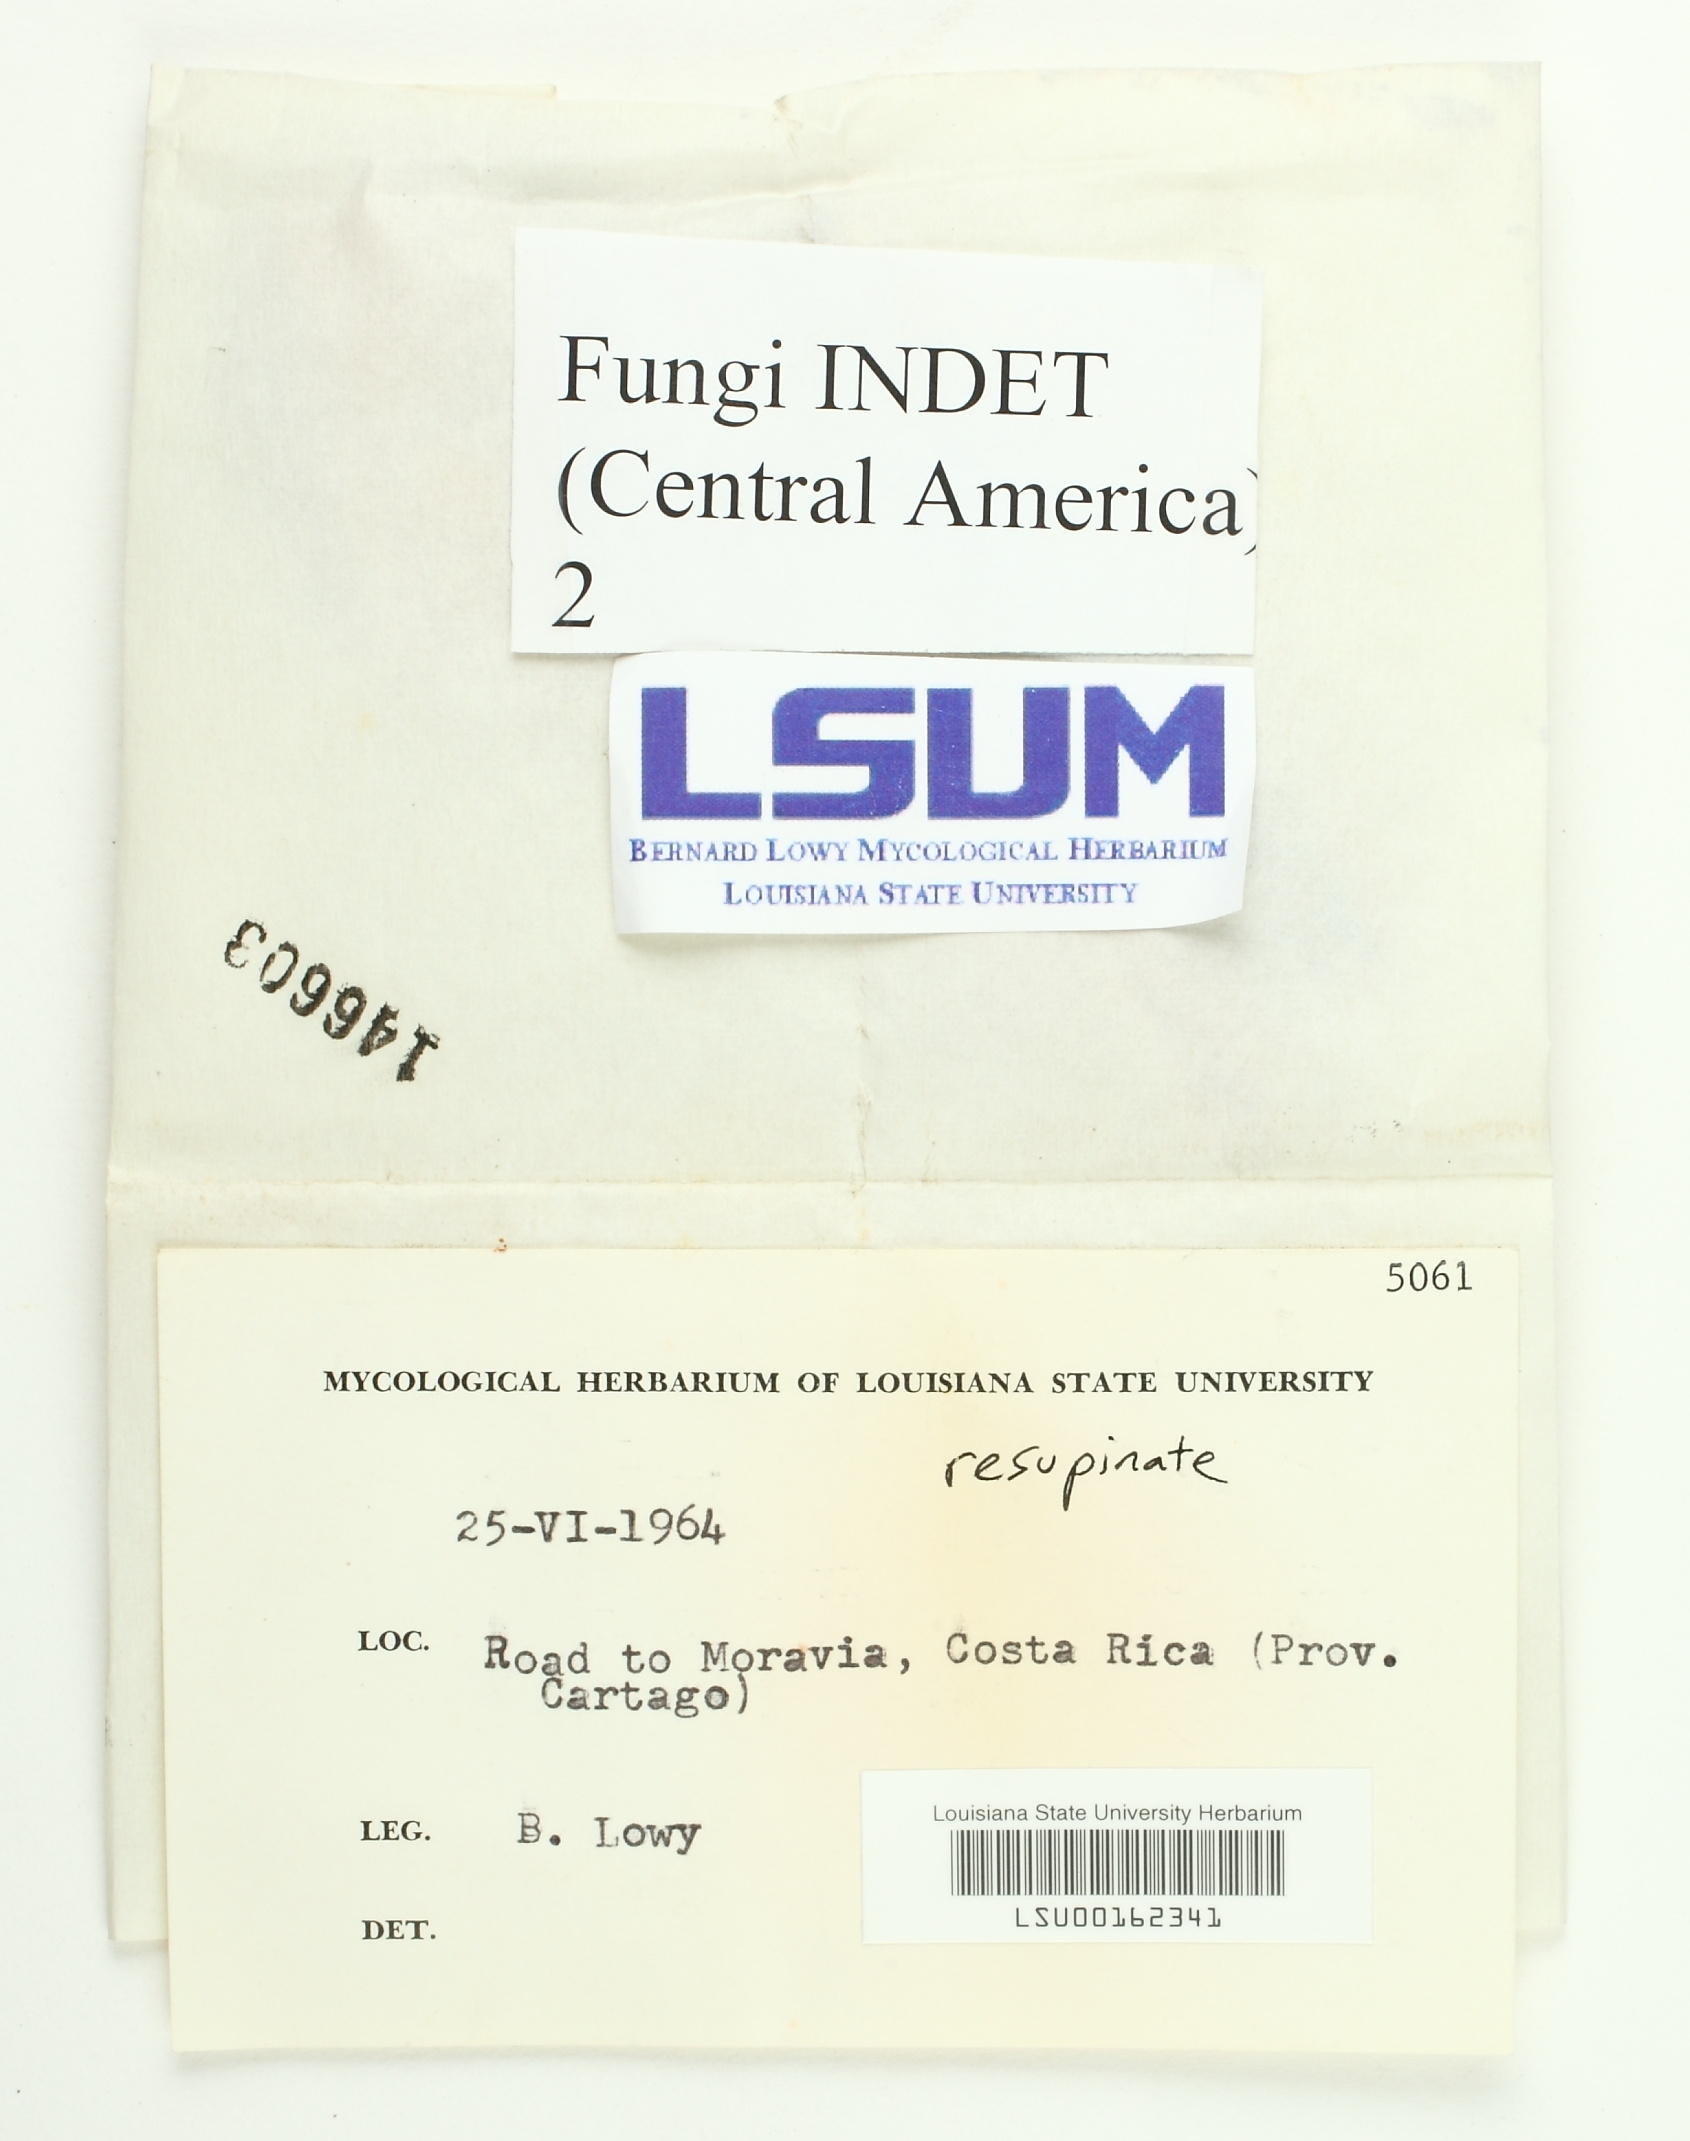 Fungi INDET
(Central America)
2
LSUM
BERNARD LOWY MYCOLOGICAL HERBARIUM
LOUISIANA STATE UNIVERSITY
146603
5061
MYCOLOGICAL HERBARIUM OF LOUISIANA STATE UNIVERSITY
resupinate
25-VI-1964
LOC. Road to Moravia, Costa Rica (Prov.
Cartago)
LEG. B. Lowy
Louisiana State University Herbarium
LSU00162341
DET.